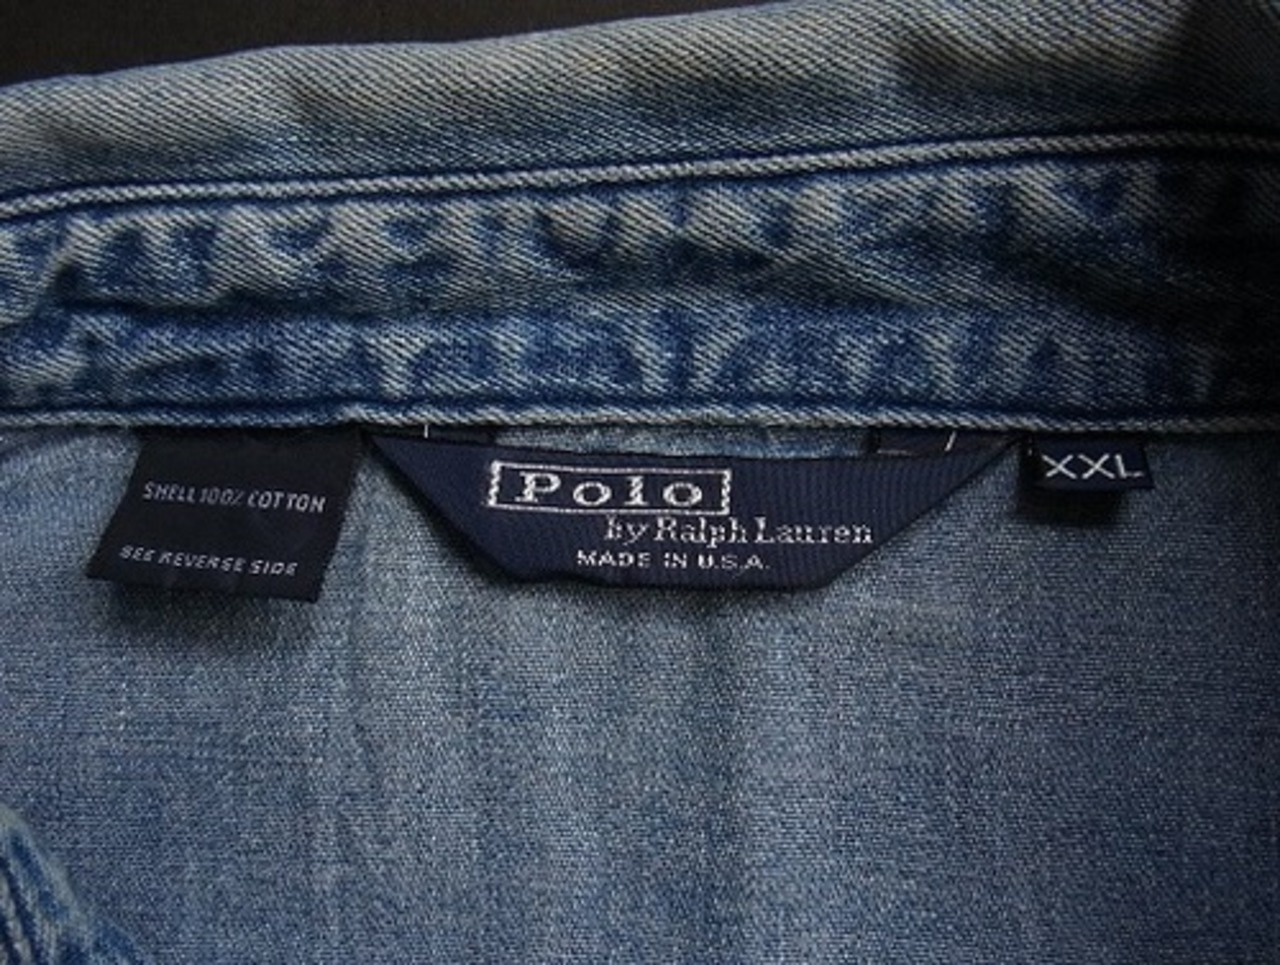 SHELL 100% COTTON
SEE REVERSE SIDE
Polo
by Ralph Lauren
MADE IN U.S.A.
XXL